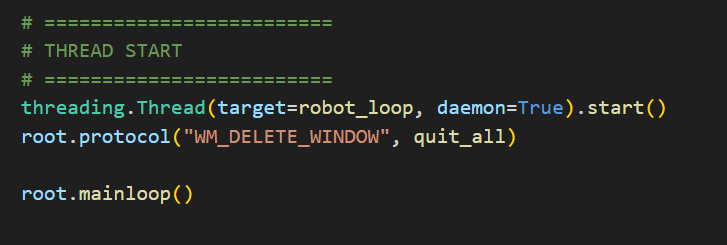 # =========================
# THREAD START
# =========================
threading.Thread(target=robot_loop, daemon=True).start()
root.protocol("WM_DELETE_WINDOW", quit_all)
root.mainloop()